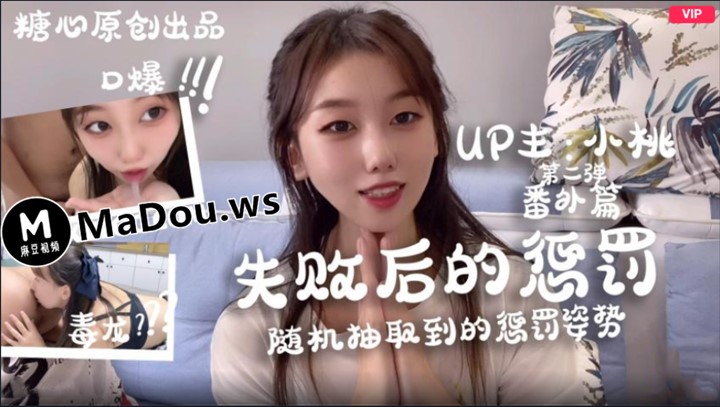 VIP
糖心原创出品
口爆!!!
UP主:小桃
第二弹
番外篇
M
麻豆视频
MaDou.ws
失败后的惩罚
毒龙???
随机抽取到的惩罚姿势